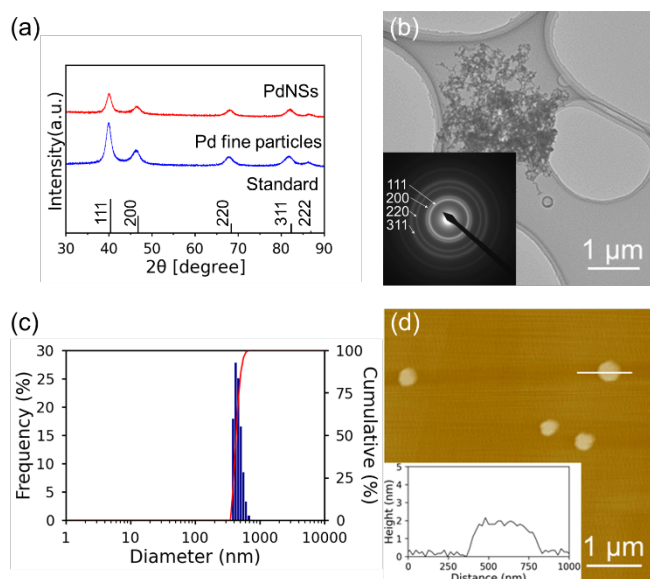 (a)
PdNSs
Pd fine particles
Standard
111
200
220
311
222
Intensity(a.u.)
30 40 50 60 70 80 90
2θ [degree]
(b)
111
200
220
311
1 μm
(c)
30
25
20
15
10
5
0
Frequency (%)
100
75
50
25
0
Cumulative (%)
1 10 100 1000 10000
Diameter (nm)
(d)
5
4
3
2
1
0
Height (nm)
0 250 500 750 1000
Distance (nm)
1 μm